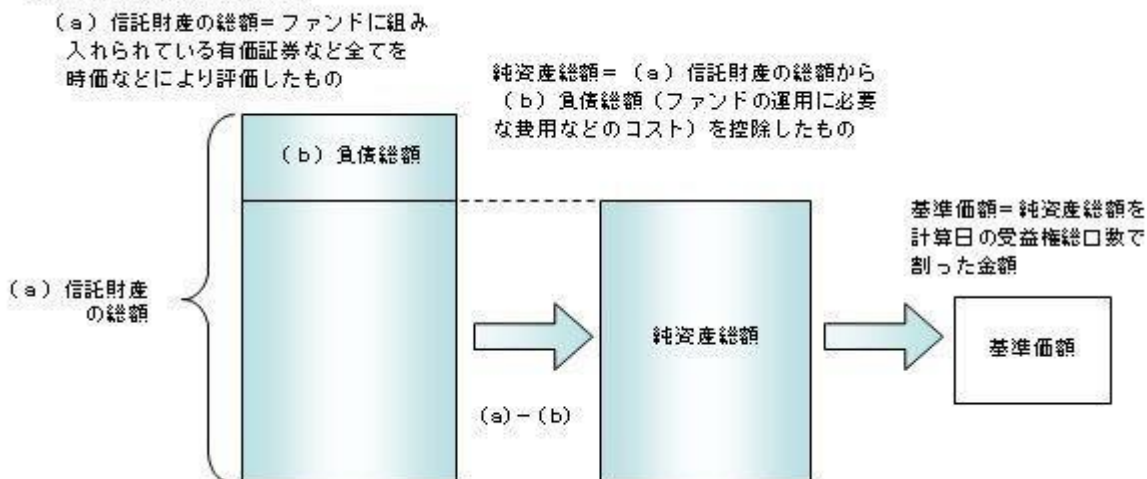 (a)信託財産の総額=ファンドに組み
入れられている有価証券など全てを
時価などにより評価したもの
純資産総額=(a)信託財産の総額から
(b)負債総額(ファンドの運用に必要
な費用などのコスト)を控除したもの
(b)負債総額
基準価額=純資産総額を
計算日の受益権総口数で
割った金額
(a)信託財産
の総額
純資産総額
基準価額
(a)-(b)